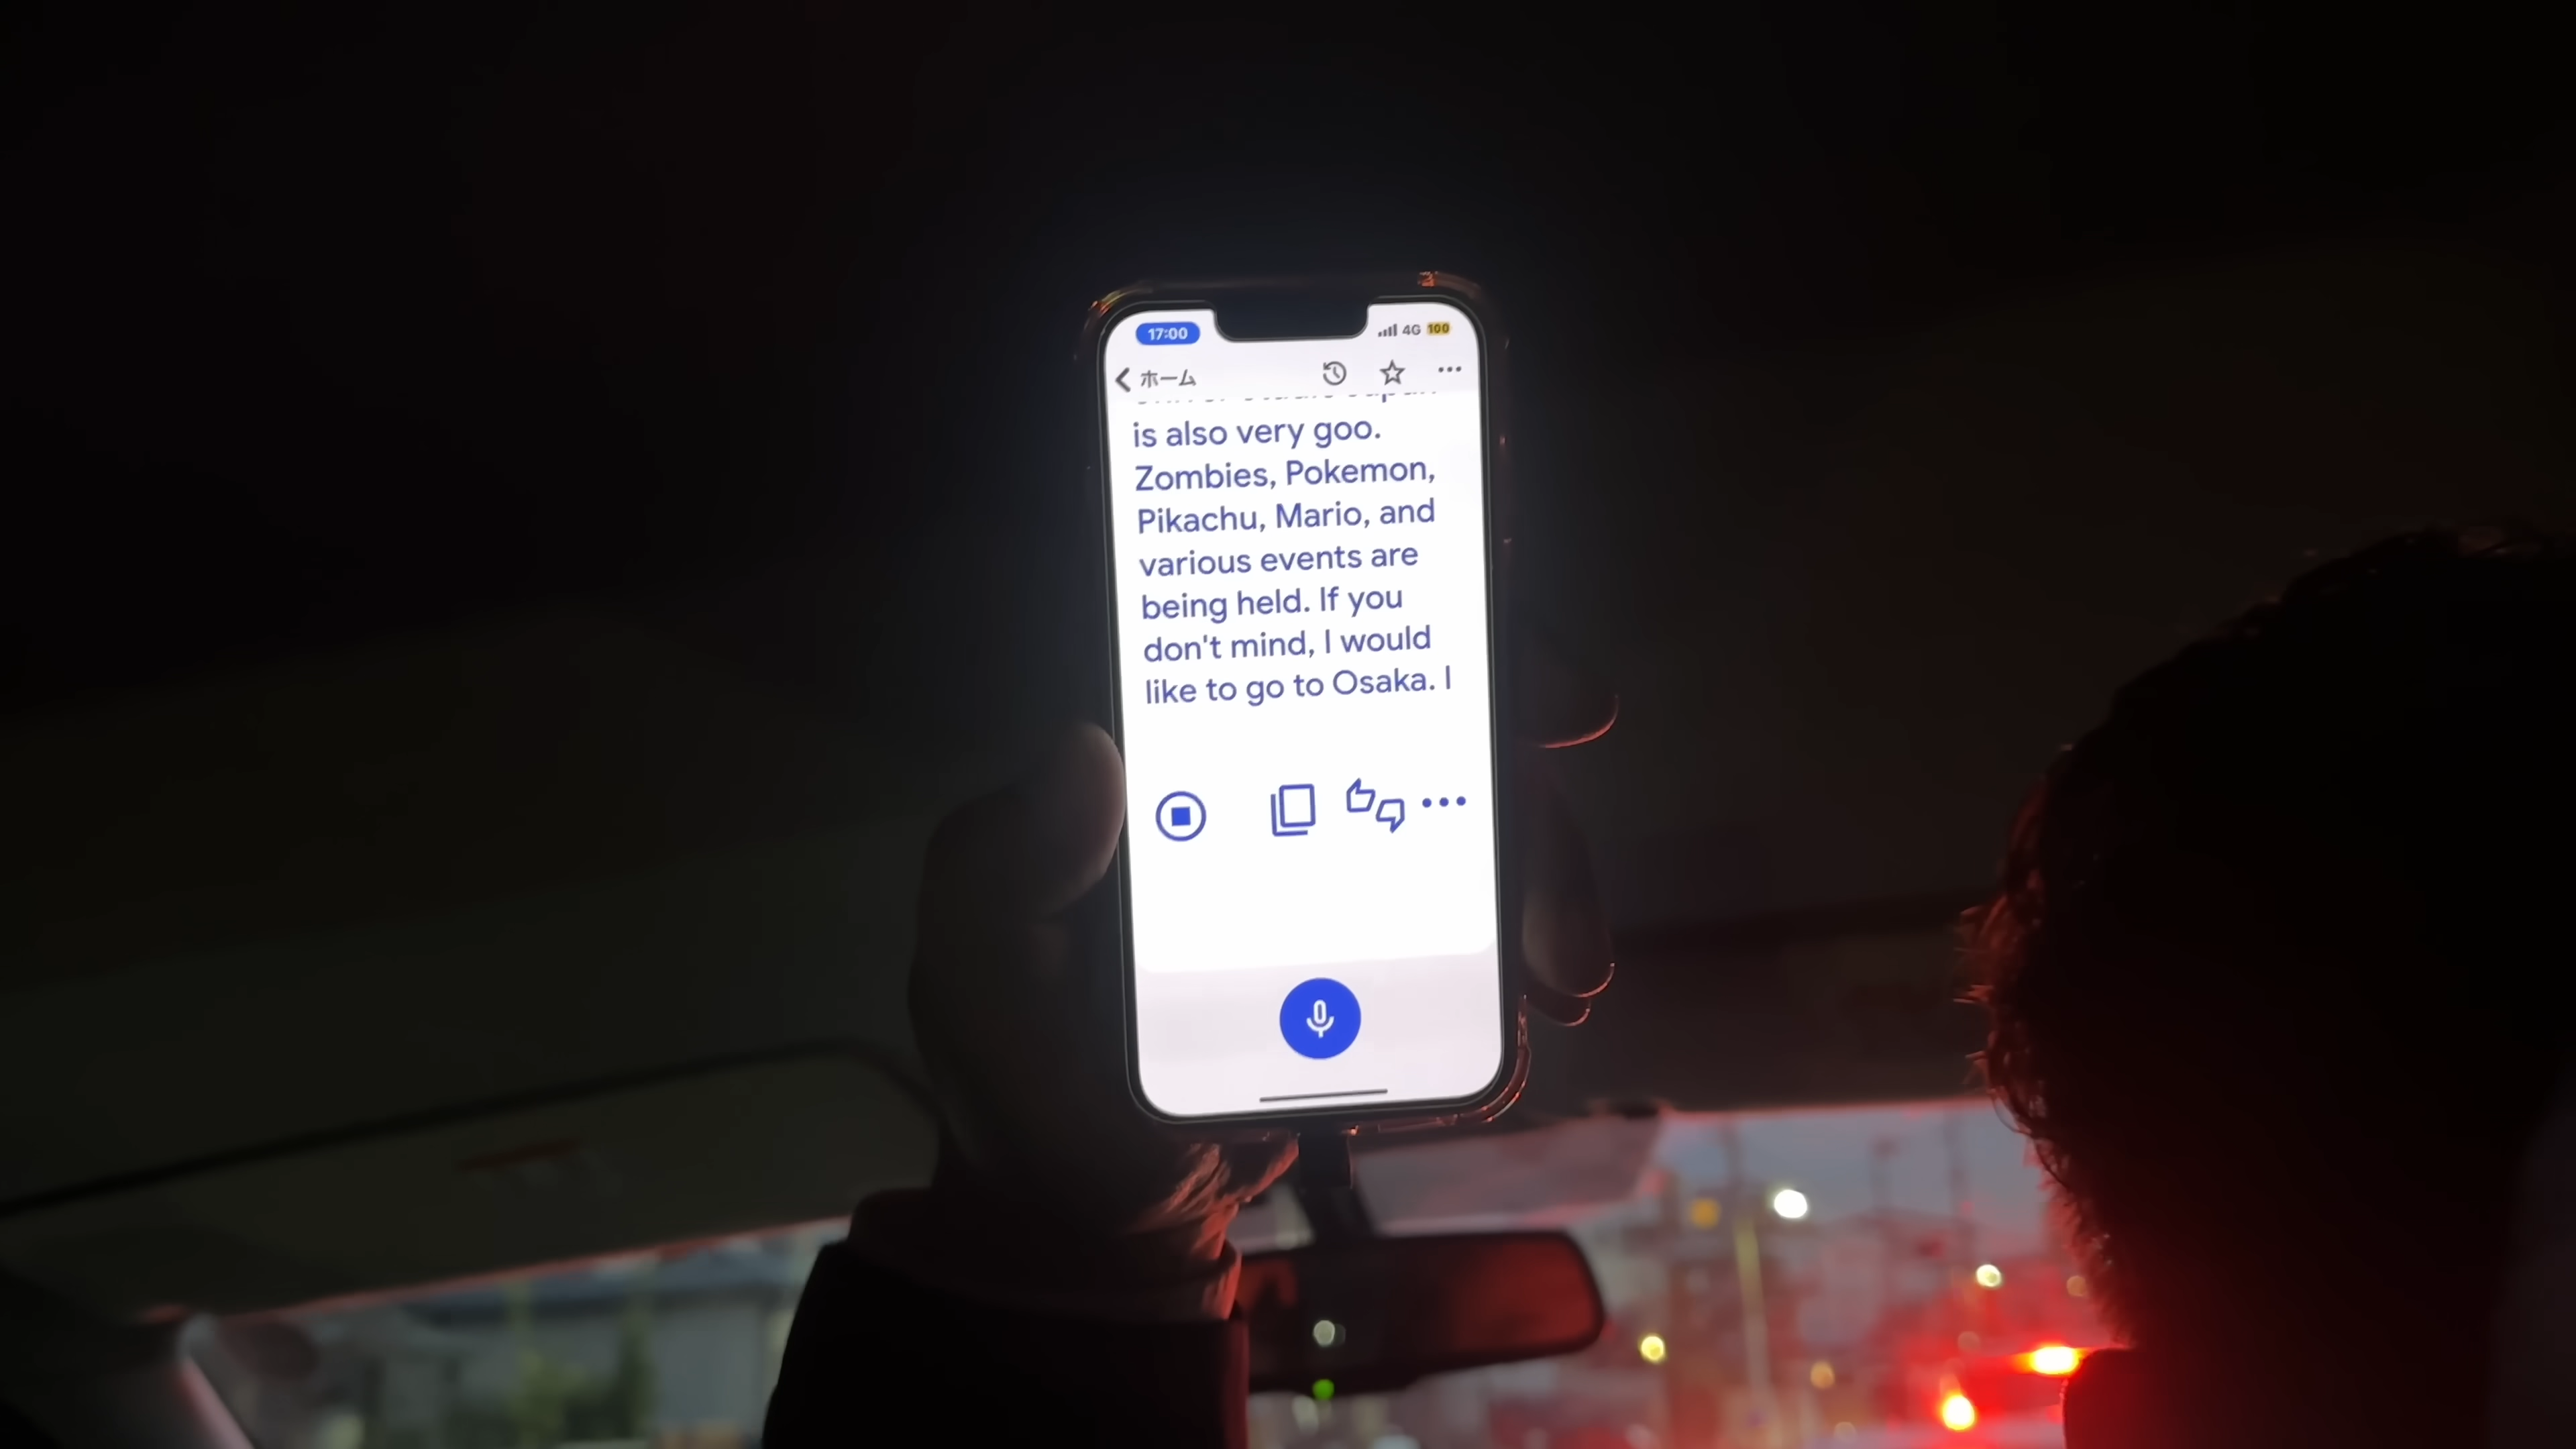 17:00
4G 100
ホーム
is also very goo.
Zombies, Pokemon,
Pikachu, Mario, and
various events are
being held. If you
don't mind, I would
like to go to Osaka. I